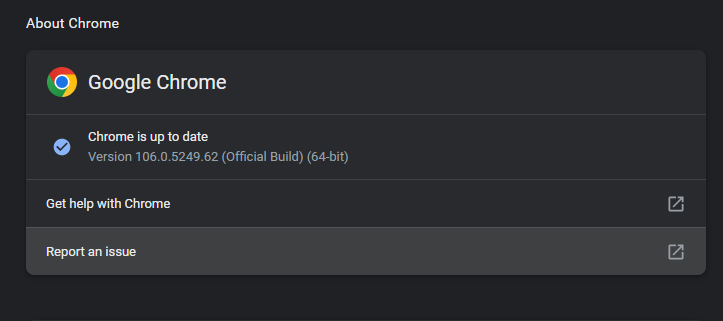 About Chrome
Google Chrome
Chrome is up to date
Version 106.0.5249.62 (Official Build) (64-bit)
Get help with Chrome
Report an issue